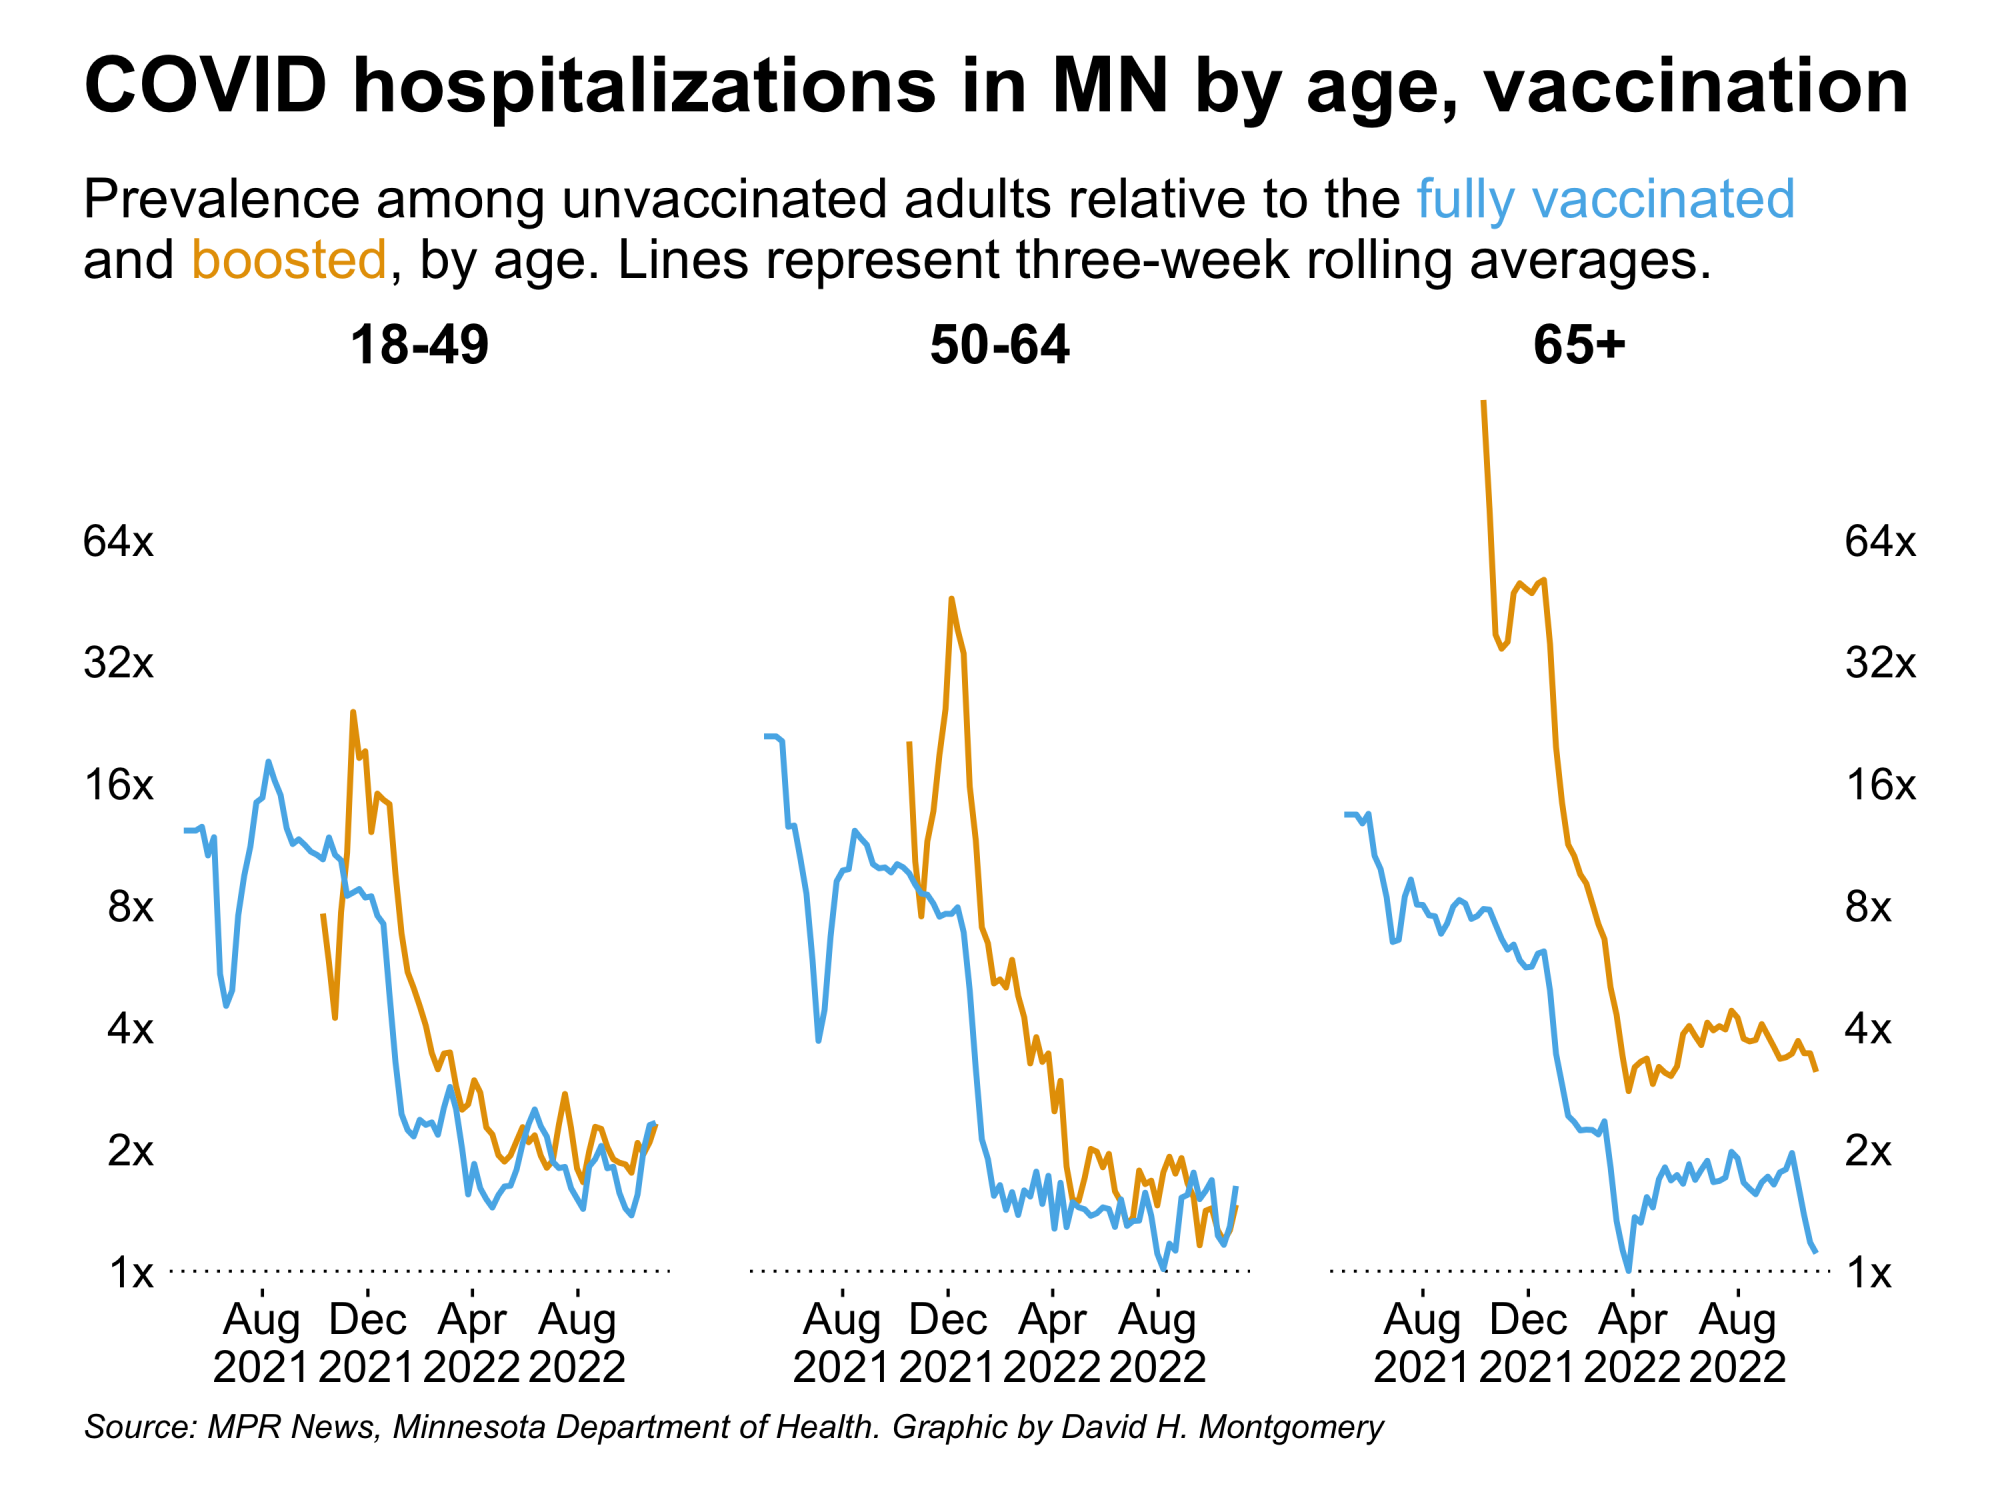 COVID hospitalizations in MN by age, vaccination
Prevalence among unvaccinated adults relative to the fully vaccinated
and boosted, by age. Lines represent three-week rolling averages.
18-49 50-64 65+
64x 64x
32x 32x
16x 16x
8x 8x
4x 4x
2x 2x
1x 1x
Aug Dec Apr Aug Aug Dec Apr Aug Aug Dec Apr Aug
2021 2021 2022 2022 2021 2021 2022 2022 2021 2021 2022 2022
Source: MPR News, Minnesota Department of Health. Graphic by David H. Montgomery